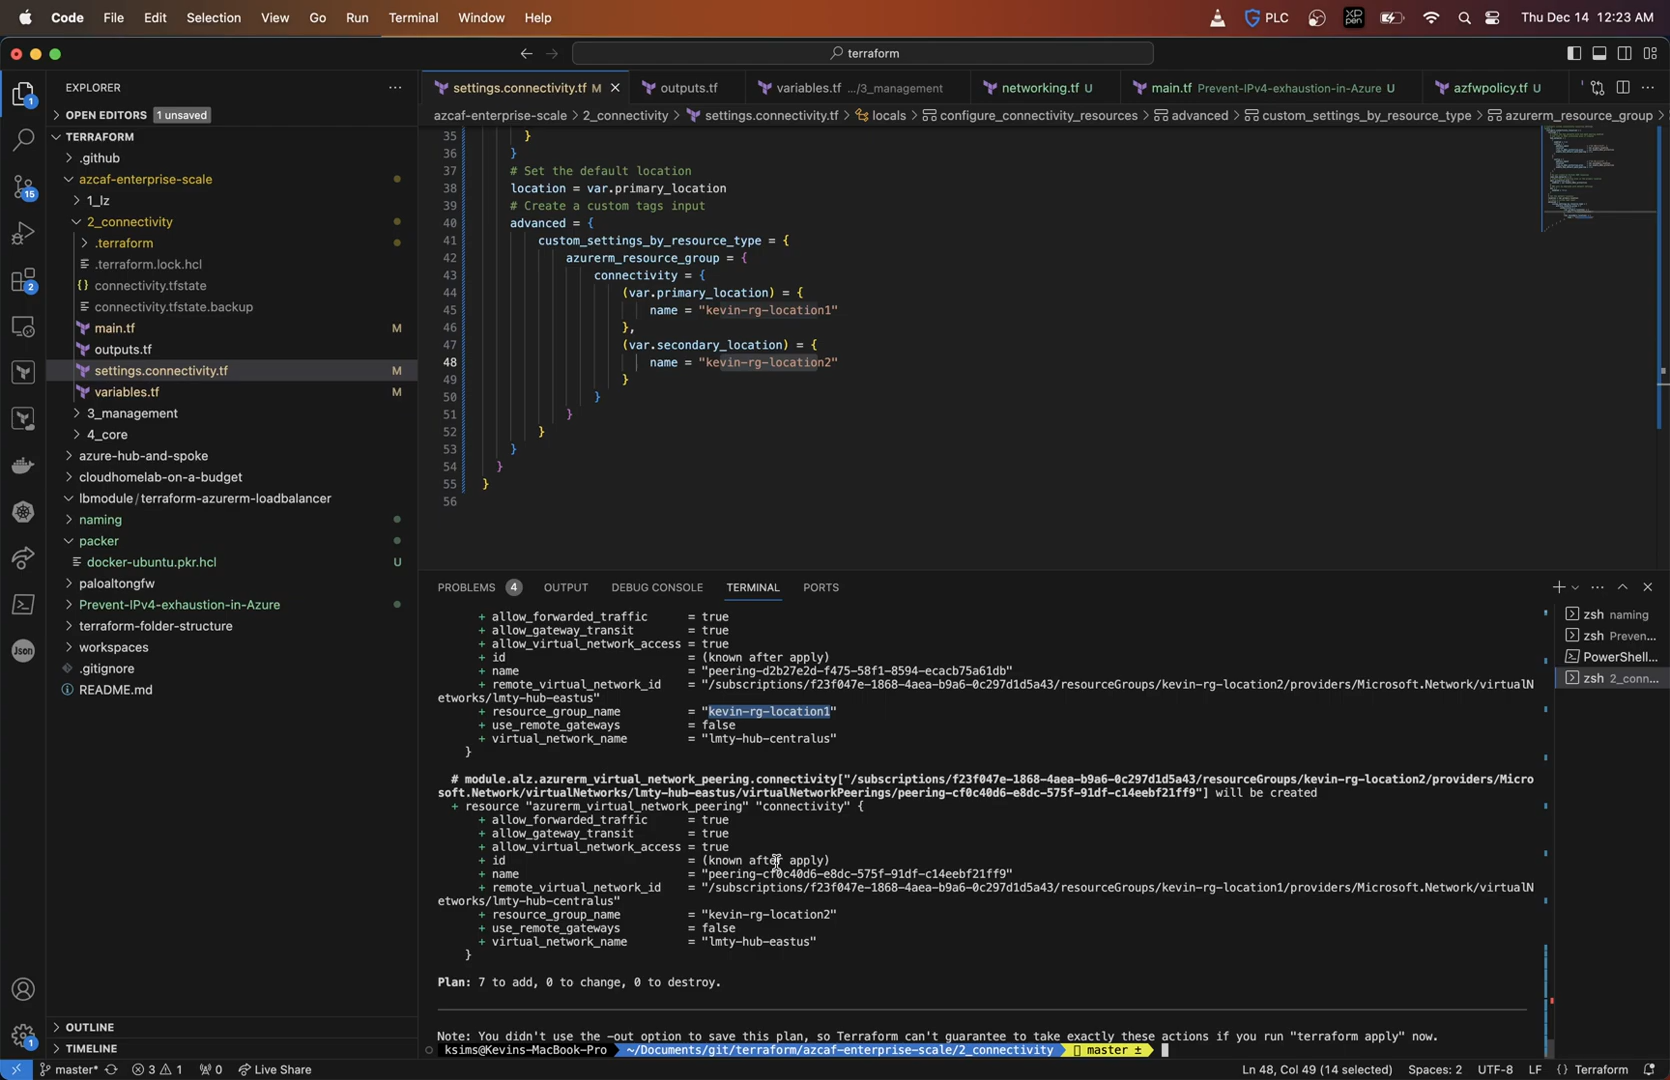 Code File Edit Selection View Go Run Terminal Window Help
PLC
Thu Dec 14 12:23 AM
terraform
EXPLORER
OPEN EDITORS 1 unsaved
TERRAFORM
.github
azcaf-enterprise-scale
1_lz
2_connectivity
.terraform
.terraform.lock.hcl
connectivity.tfstate
connectivity.tfstate.backup
main.tf M
outputs.tf
settings.connectivity.tf M
variables.tf M
3_management
4_core
azure-hub-and-spoke
cloudhomelab-on-a-budget
lbmodule / terraform-azurerm-loadbalancer
naming
packer
docker-ubuntu.pkr.hcl U
paloaltongfw
Prevent-IPv4-exhaustion-in-Azure
terraform-folder-structure
workspaces
.gitignore
README.md
OUTLINE
TIMELINE
1
15
2
Json
1
settings.connectivity.tf M outputs.tf variables.tf .../3_management networking.tf U main.tf Prevent-IPv4-exhaustion-in-Azure U azfwpolicy.tf U
azcaf-enterprise-scale > 2_connectivity > settings.connectivity.tf > locals > configure_connectivity_resources > advanced > custom_settings_by_resource_type > azurerm_resource_group >
35 }
36 }
37 # Set the default location
38 location = var.primary_location
39 # Create a custom tags input
40 advanced = {
41 custom_settings_by_resource_type = {
42 azurerm_resource_group = {
43 connectivity = {
44 (var.primary_location) = {
45 name = "kevin-rg-location1"
46 },
47 (var.secondary_location) = {
48 name = "kevin-rg-location2"
49 }
50 }
51 }
52 }
53 }
54 }
55 }
56
PROBLEMS 4 OUTPUT DEBUG CONSOLE TERMINAL PORTS
+ allow_forwarded_traffic = true
+ allow_gateway_transit = true
+ allow_virtual_network_access = true
+ id = (known after apply)
+ name = "peering-d2b27e2d-f475-58f1-8594-ecacb75a61db"
+ remote_virtual_network_id = "/subscriptions/f23f047e-1868-4aea-b9a6-0c297d1d5a43/resourceGroups/kevin-rg-location2/providers/Microsoft.Network/virtualN
etworks/lmty-hub-eastus"
+ resource_group_name = "kevin-rg-location1"
+ use_remote_gateways = false
+ virtual_network_name = "lmty-hub-centralus"
}
# module.alz.azurerm_virtual_network_peering.connectivity["/subscriptions/f23f047e-1868-4aea-b9a6-0c297d1d5a43/resourceGroups/kevin-rg-location2/providers/Micro
soft.Network/virtualNetworks/lmty-hub-eastus/virtualNetworkPeerings/peering-cf0c40d6-e8dc-575f-91df-c14eebf21ff9"] will be created
+ resource "azurerm_virtual_network_peering" "connectivity" {
+ allow_forwarded_traffic = true
+ allow_gateway_transit = true
+ allow_virtual_network_access = true
+ id = (known after apply)
+ name = "peering-cf0c40d6-e8dc-575f-91df-c14eebf21ff9"
+ remote_virtual_network_id = "/subscriptions/f23f047e-1868-4aea-b9a6-0c297d1d5a43/resourceGroups/kevin-rg-location1/providers/Microsoft.Network/virtualN
etworks/lmty-hub-centralus"
+ resource_group_name = "kevin-rg-location2"
+ use_remote_gateways = false
+ virtual_network_name = "lmty-hub-eastus"
}
Plan: 7 to add, 0 to change, 0 to destroy.
Note: You didn't use the -out option to save this plan, so Terraform can't guarantee to take exactly these actions if you run "terraform apply" now.
ksims@Kevins-MacBook-Pro ~/Documents/git/terraform/azcaf-enterprise-scale/2_connectivity master ±
zsh naming
zsh Preven...
PowerShell...
zsh 2_conn...
master* 3 1 0 Live Share
Ln 48, Col 49 (14 selected) Spaces: 2 UTF-8 LF {} Terraform